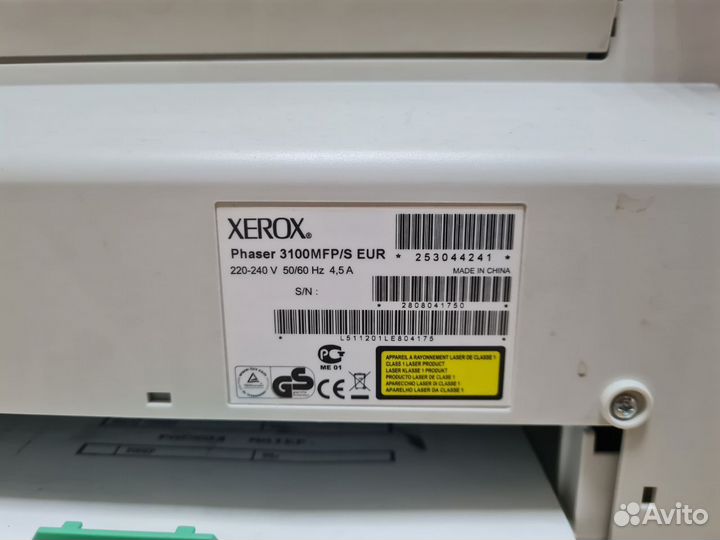 XEROX®
Phaser 3100MFP/S EUR
* 253044241 *
220-240 V 50/60 Hz 4,5 A
MADE IN CHINA
S/N :
* 2808041750 *
L511201LE804175
ME 01
GS
CE
APPAREIL A RAYONNEMENT LASER DE CLASSE 1
CLASS 1 LASER PRODUCT
LASER KLASSE 1 PRODUKT
PRODUCTO LASER DE CLASE 1
APARECCHIO LASER DI CLASSE 1
APARELHO LASER DA CLASSE 1
Avito